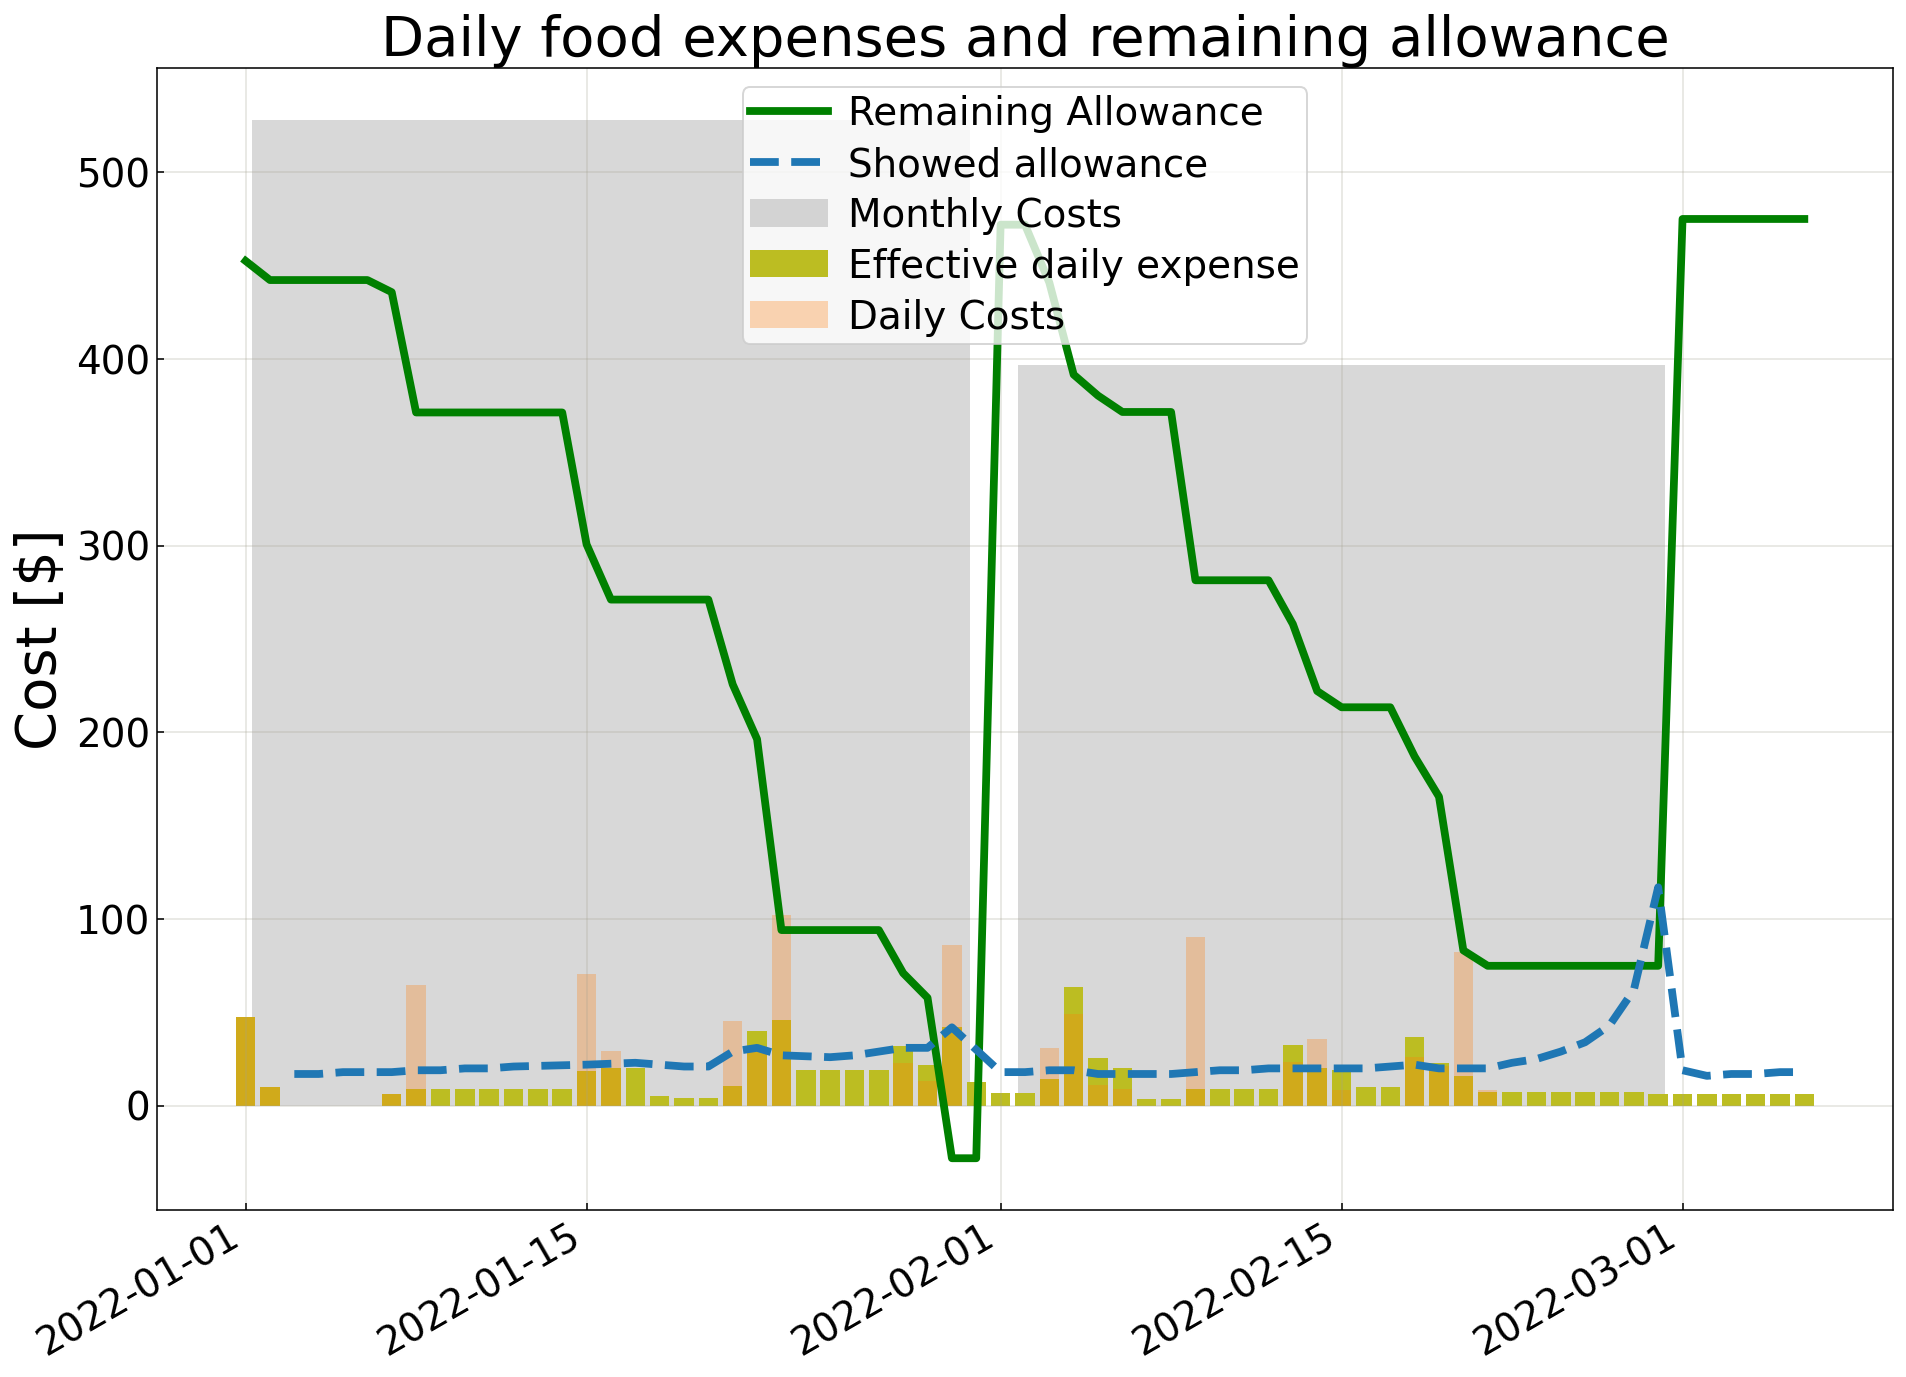 Daily food expenses and remaining allowance
Remaining Allowance
Showed allowance
Monthly Costs
Effective daily expense
Daily Costs
Cost [$]
500
400
300
200
100
0
2022-01-01
2022-01-15
2022-02-01
2022-02-15
2022-03-01